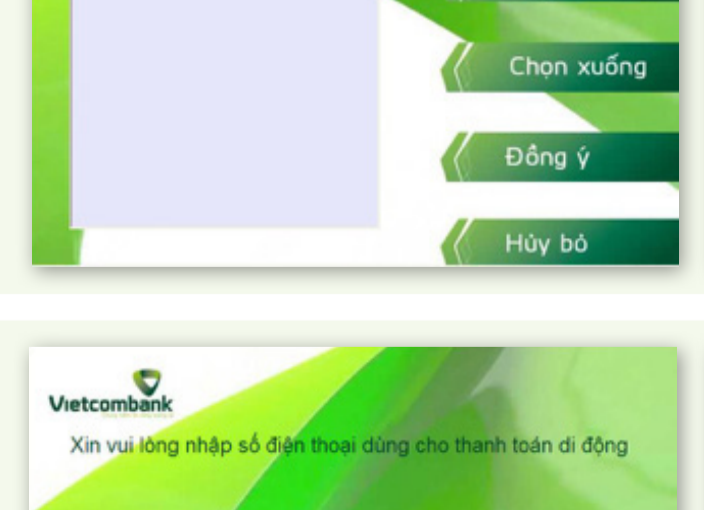 Chọn xuống
Đồng ý
Hủy bỏ
Vietcombank
Xin vui lòng nhập số điện thoại dùng cho thanh toán di động